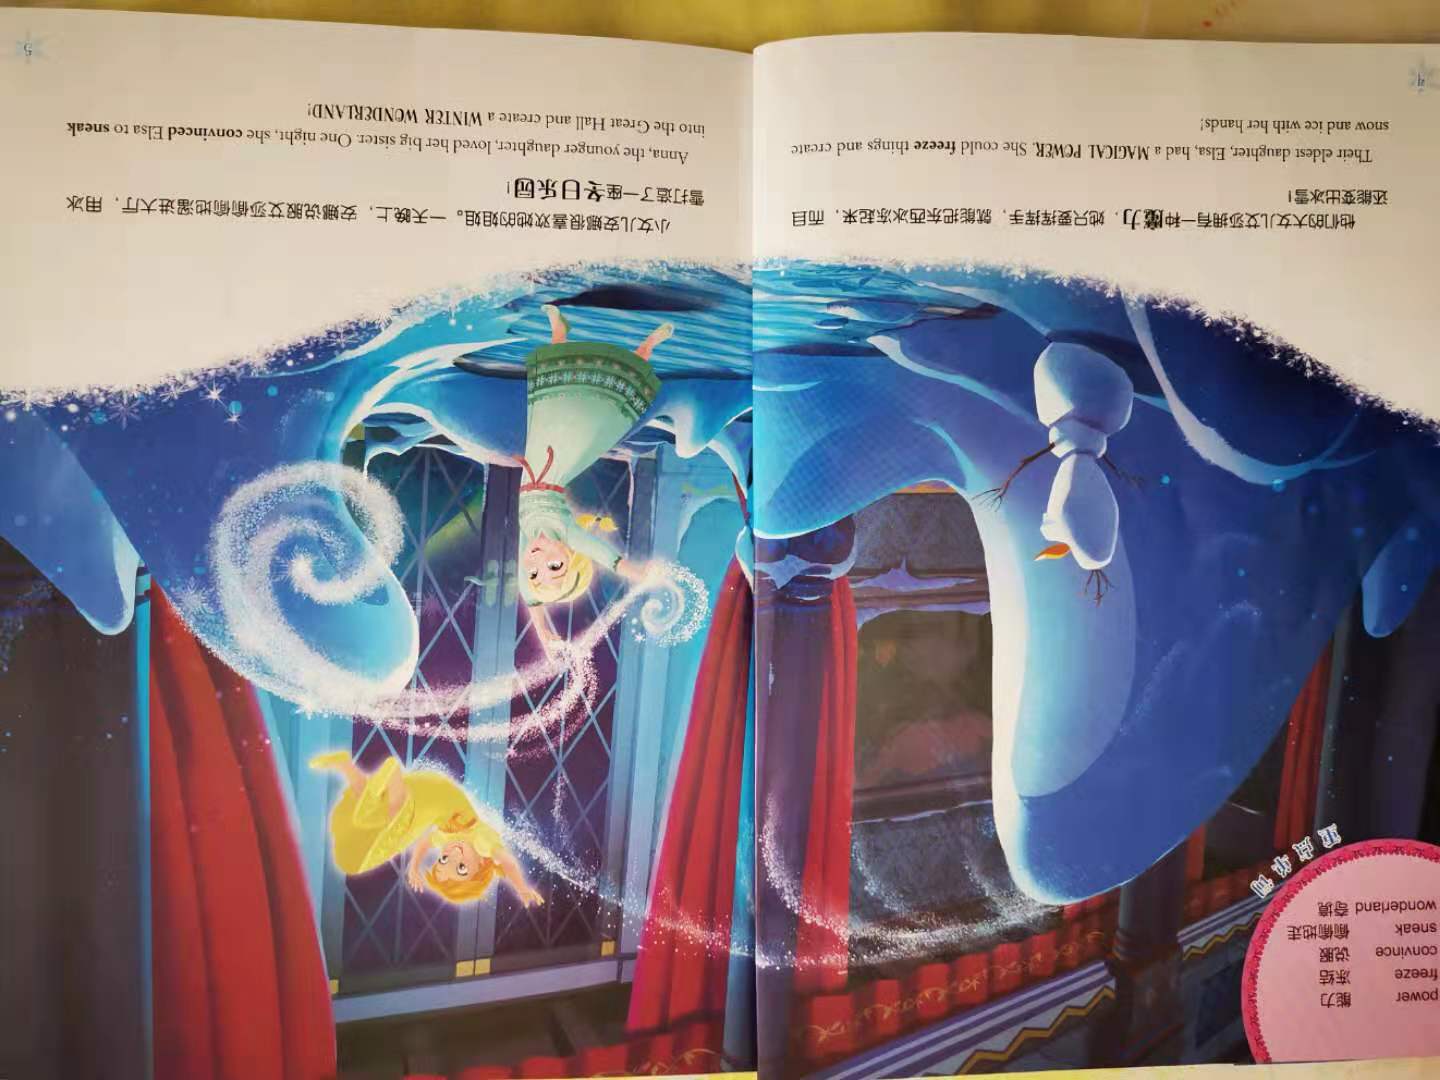 重点单词
power 能力
freeze 冻结
convince 说服
sneak 偷偷地走
wonderland 奇境
他们的大女儿艾莎拥有一种魔力，她只要挥挥手，就能把东西冰冻起来，而且
还能变出冰雪！
Their eldest daughter, Elsa, had a MAGICAL POWER. She could freeze things and create
snow and ice with her hands!
4
小女儿安娜很喜欢她的姐姐。一天晚上，安娜说服艾莎偷偷地溜进大厅，用冰
雪打造了一座冬日乐园！
Anna, the younger daughter, loved her big sister. One night, she convinced Elsa to sneak
into the Great Hall and create a WINTER WONDERLAND!
5